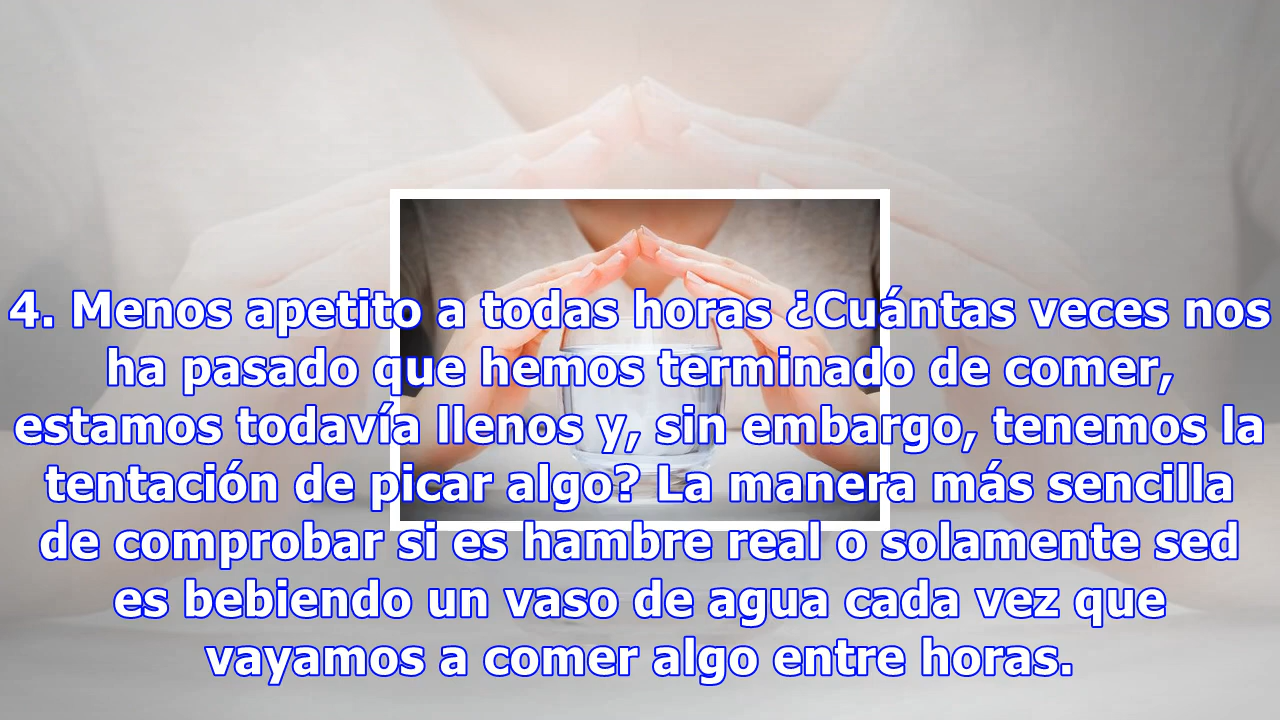 4. Menos apetito a todas horas ¿Cuántas veces nos
ha pasado que hemos terminado de comer,
estamos todavía llenos y, sin embargo, tenemos la
tentación de picar algo? La manera más sencilla
de comprobar si es hambre real o solamente sed
es bebiendo un vaso de agua cada vez que
vayamos a comer algo entre horas.